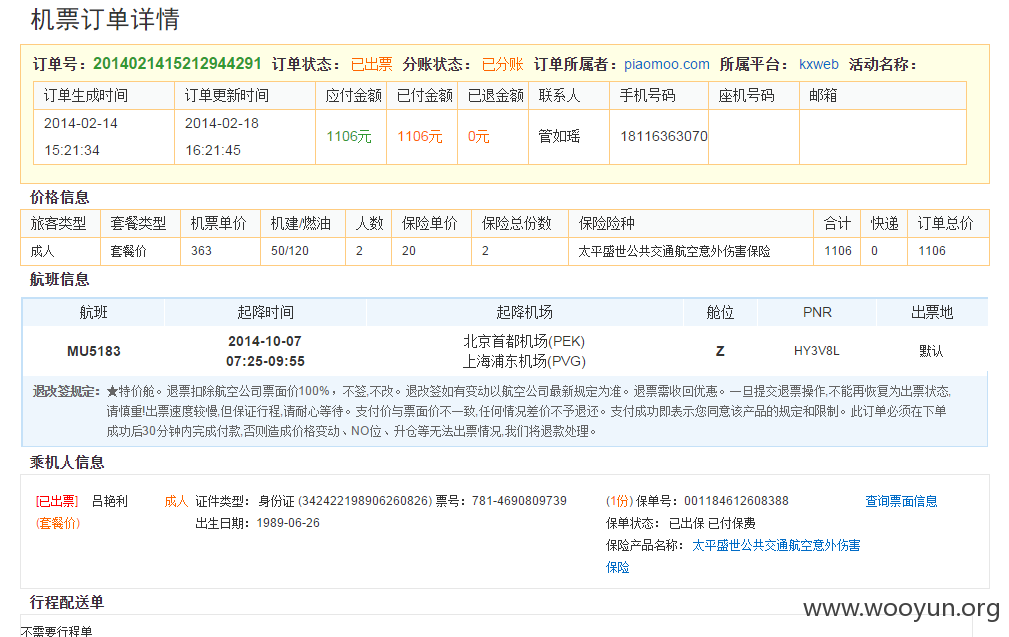 机票订单详情
订单号：2014021415212944291 订单状态：已出票 分账状态：已分账 订单所属者：piaomoo.com 所属平台：kxweb 活动名称：
订单生成时间 订单更新时间 应付金额 已付金额 已退金额 联系人 手机号码 座机号码 邮箱
2014-02-14 15:21:34 2014-02-18 16:21:45 1106元 1106元 0元 管如瑶 18116363070
价格信息
旅客类型 套餐类型 机票单价 机建/燃油 人数 保险单价 保险总份数 保险险种 合计 快递 订单总价
成人 套餐价 363 50/120 2 20 2 太平盛世公共交通航空意外伤害保险 1106 0 1106
航班信息
航班 起降时间 起降机场 舱位 PNR 出票地
MU5183 2014-10-07 07:25-09:55 北京首都机场(PEK) 上海浦东机场(PVG) Z HY3V8L 默认
退改签规定：★特价舱。退票扣除航空公司票面价100%，不签,不改。退改签如有变动以航空公司最新规定为准。退票需收回优惠。一旦提交退票操作,不能再恢复为出票状态,
请慎重!出票速度较慢,但保证行程,请耐心等待。支付价与票面价不一致,任何情况差价不予退还。支付成功即表示您同意该产品的规定和限制。此订单必须在下单
成功后30分钟内完成付款,否则造成价格变动、NO位、升仓等无法出票情况,我们将退款处理。
乘机人信息
[已出票] 吕艳利 成人 证件类型：身份证 (342422198906260826) 票号：781-4690809739 (1份) 保单号：001184612608388 查询票面信息
(套餐价) 出生日期：1989-06-26 保单状态：已出保 已付保费
保险产品名称：太平盛世公共交通航空意外伤害
保险
行程配送单
www.wooyun.org
不需要行程单